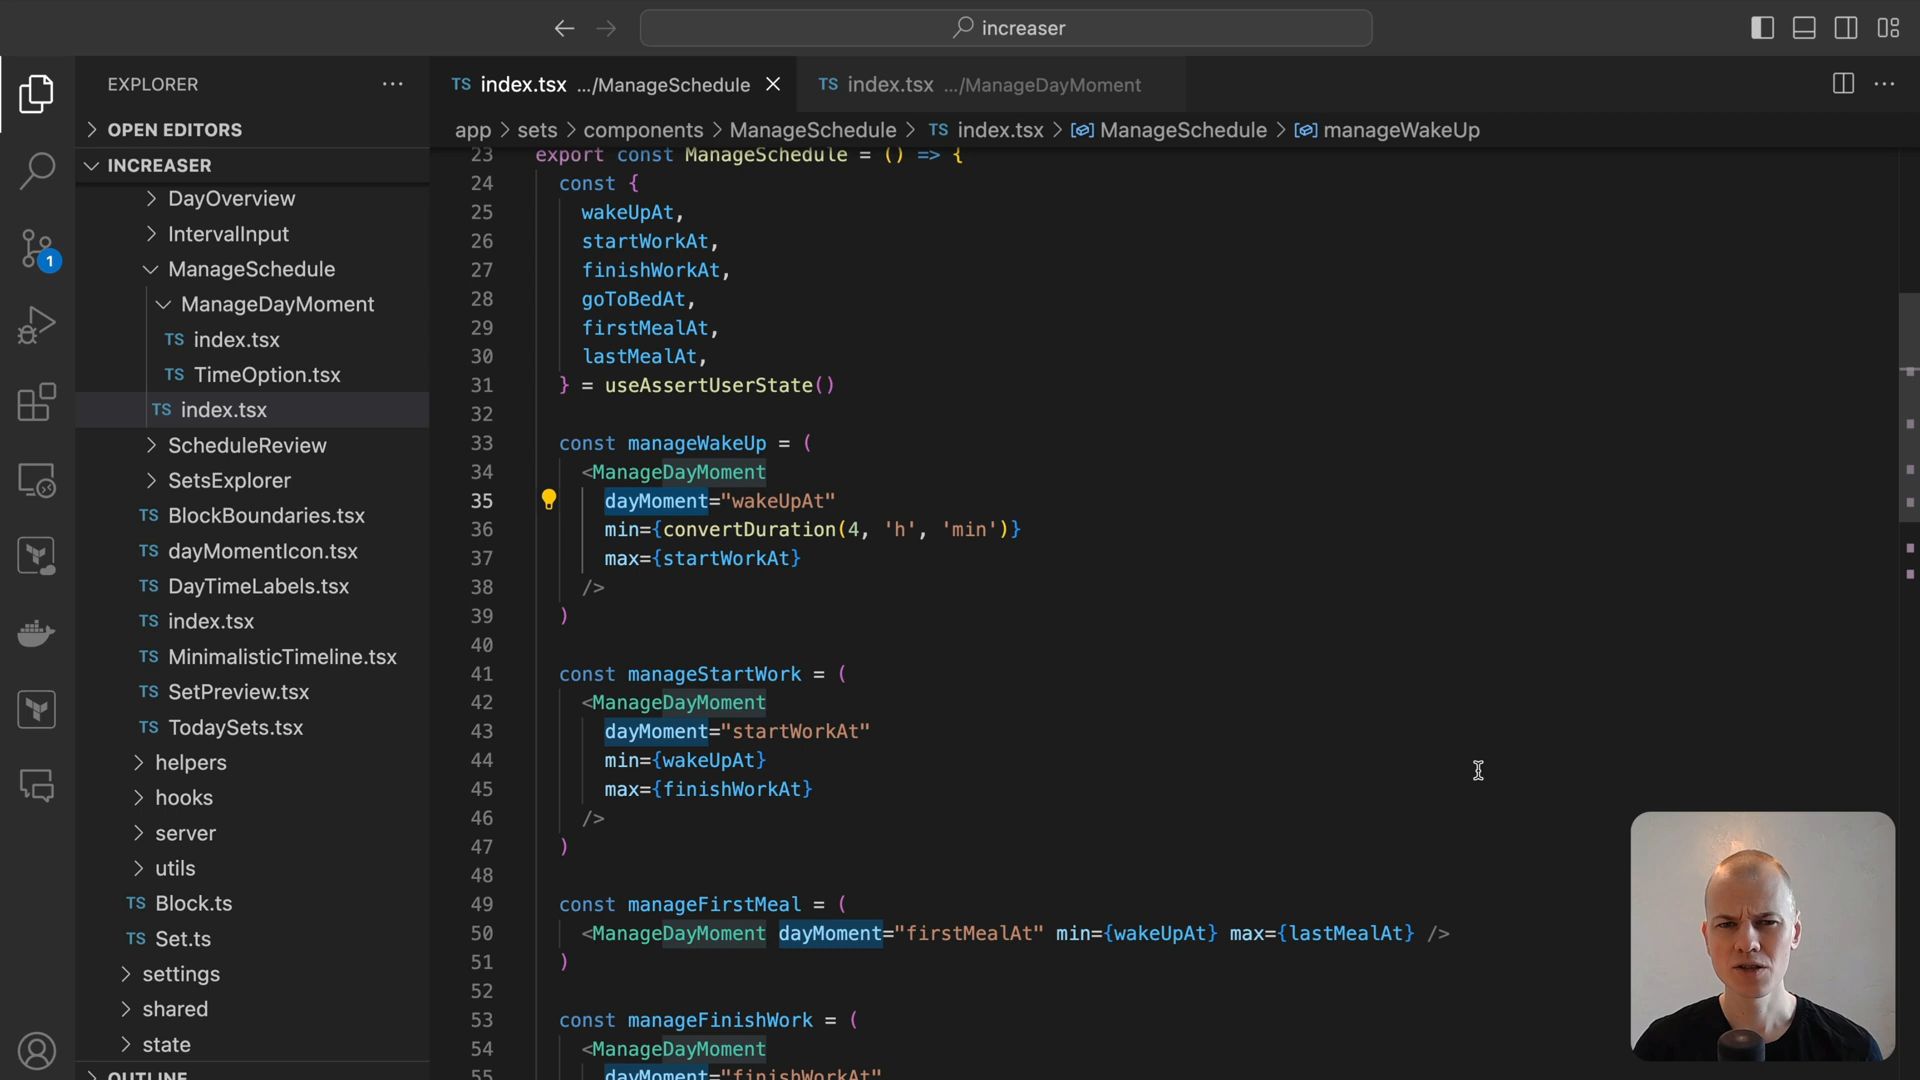 increaser
EXPLORER
OPEN EDITORS
INCREASER
DayOverview
IntervalInput
ManageSchedule
ManageDayMoment
TS index.tsx
TS TimeOption.tsx
TS index.tsx
ScheduleReview
SetsExplorer
TS BlockBoundaries.tsx
TS dayMomentIcon.tsx
TS DayTimeLabels.tsx
TS index.tsx
TS MinimalisticTimeline.tsx
TS SetPreview.tsx
TS TodaySets.tsx
helpers
hooks
server
utils
TS Block.ts
TS Set.ts
settings
shared
state
OUTLINE
1
TS index.tsx .../ManageSchedule
TS index.tsx .../ManageDayMoment
app > sets > components > ManageSchedule > TS index.tsx > ManageSchedule > manageWakeUp
23 export const ManageSchedule = () => {
24 const {
25 wakeUpAt,
26 startWorkAt,
27 finishWorkAt,
28 goToBedAt,
29 firstMealAt,
30 lastMealAt,
31 } = useAssertUserState()
32
33 const manageWakeUp = (
34 <ManageDayMoment
35 dayMoment="wakeUpAt"
36 min={convertDuration(4, 'h', 'min')}
37 max={startWorkAt}
38 />
39 )
40
41 const manageStartWork = (
42 <ManageDayMoment
43 dayMoment="startWorkAt"
44 min={wakeUpAt}
45 max={finishWorkAt}
46 />
47 )
48
49 const manageFirstMeal = (
50 <ManageDayMoment dayMoment="firstMealAt" min={wakeUpAt} max={lastMealAt} />
51 )
52
53 const manageFinishWork = (
54 <ManageDayMoment
55 dayMoment="finishWorkAt"